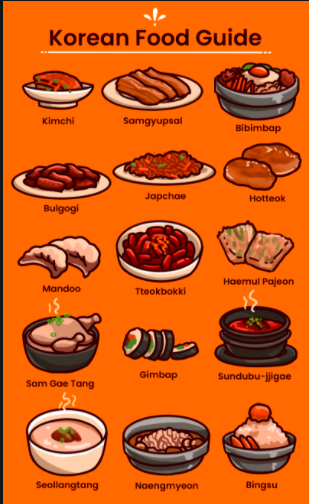 Korean Food Guide
Kimchi
Samgyupsal
Bibimbap
Bulgogi
Japchae
Hotteok
Mandoo
Tteokbokki
Haemul Pajeon
Sam Gae Tang
Gimbap
Sundubu-jjigae
Seollangtang
Naengmyeon
Bingsu